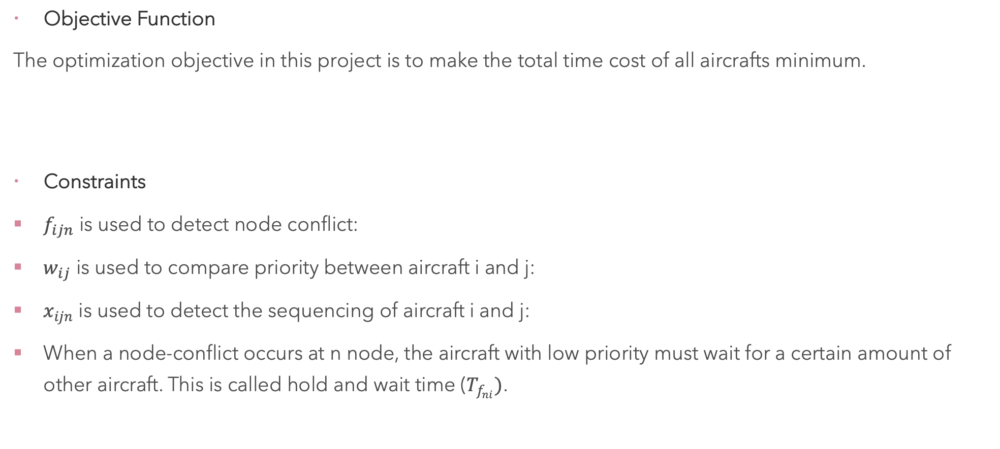 • Objective Function
The optimization objective in this project is to make the total time cost of all aircrafts minimum.
• Constraints
▪ f_{ijn} is used to detect node conflict:
▪ w_{ij} is used to compare priority between aircraft i and j:
▪ x_{ijn} is used to detect the sequencing of aircraft i and j:
▪ When a node-conflict occurs at n node, the aircraft with low priority must wait for a certain amount of
other aircraft. This is called hold and wait time (T_{f_{ni}}).